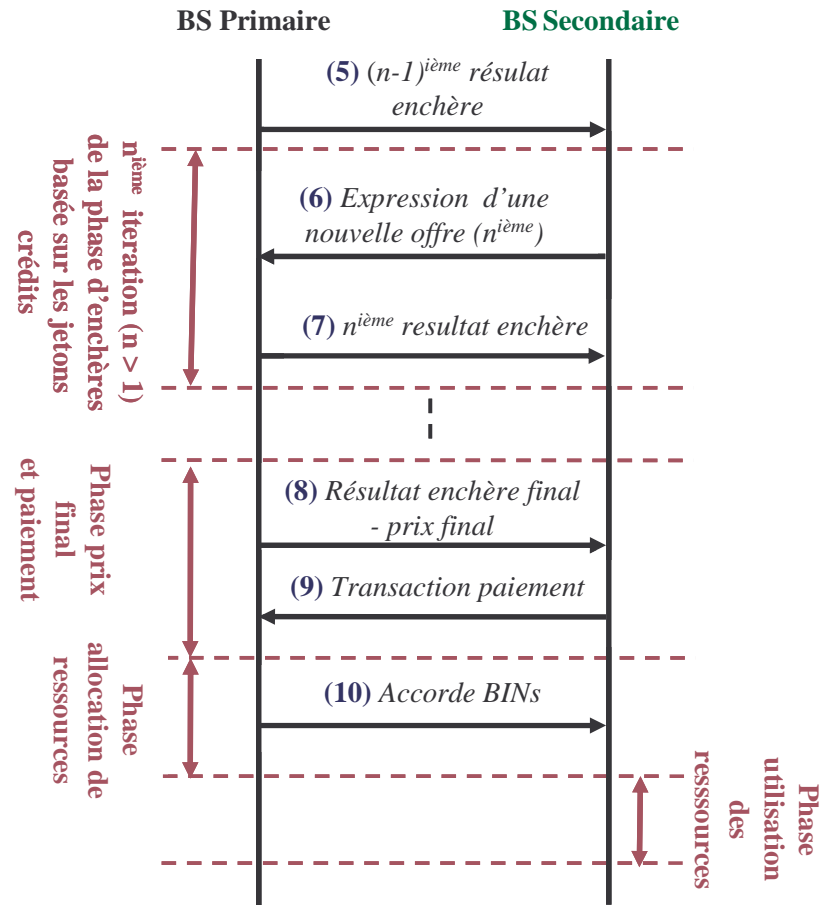 BS Primaire
BS Secondaire
(5) (n-1)ième résulat
enchère
nième iteration (n > 1)
de la phase d'enchères
basée sur les jetons
crédits
(6) Expression d'une
nouvelle offre (nième)
(7) nième resultat enchère
Phase prix
final
et paiement
(8) Résultat enchère final
- prix final
(9) Transaction paiement
Phase
allocation de
ressources
(10) Accorde BINs
Phase
utilisation
des
resssources